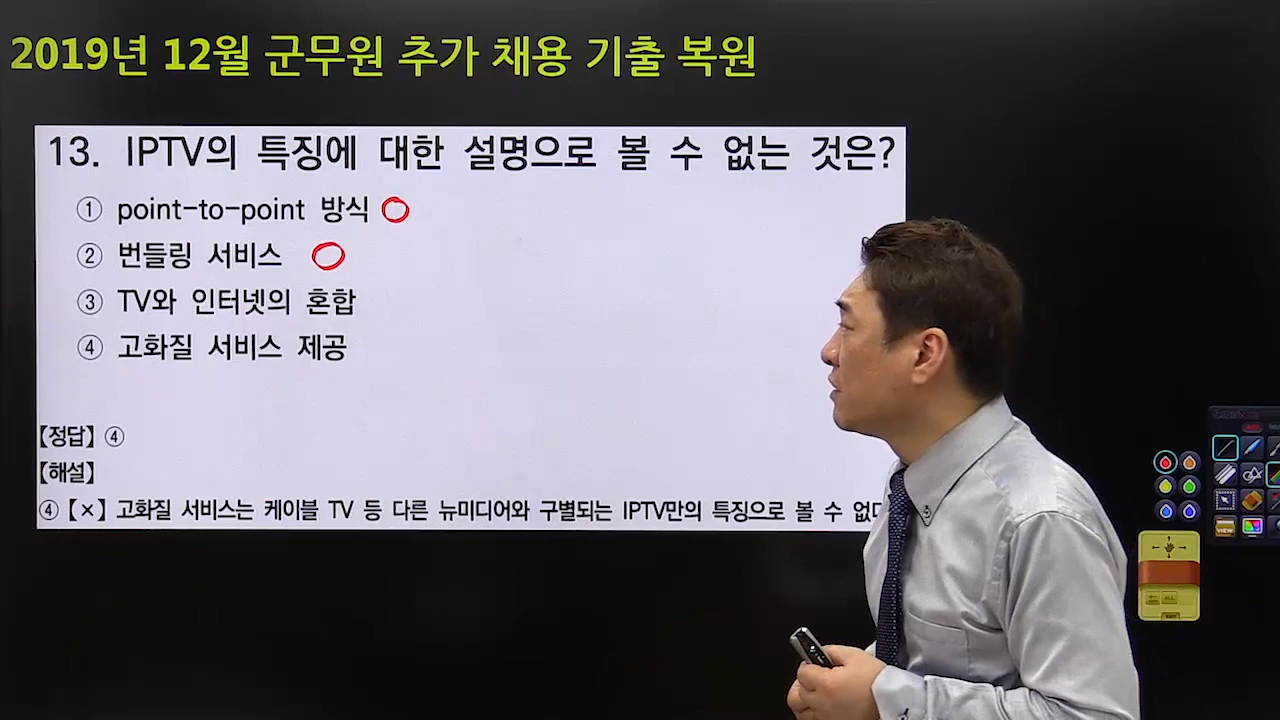 2019년 12월 군무원 추가 채용 기출 복원
13. IPTV의 특징에 대한 설명으로 볼 수 없는 것은?
① point-to-point 방식
② 번들링 서비스
③ TV와 인터넷의 혼합
④ 고화질 서비스 제공
【정답】 ④
【해설】
④ 【×】 고화질 서비스는 케이블 TV 등 다른 뉴미디어와 구별되는 IPTV만의 특징으로 볼 수 없다